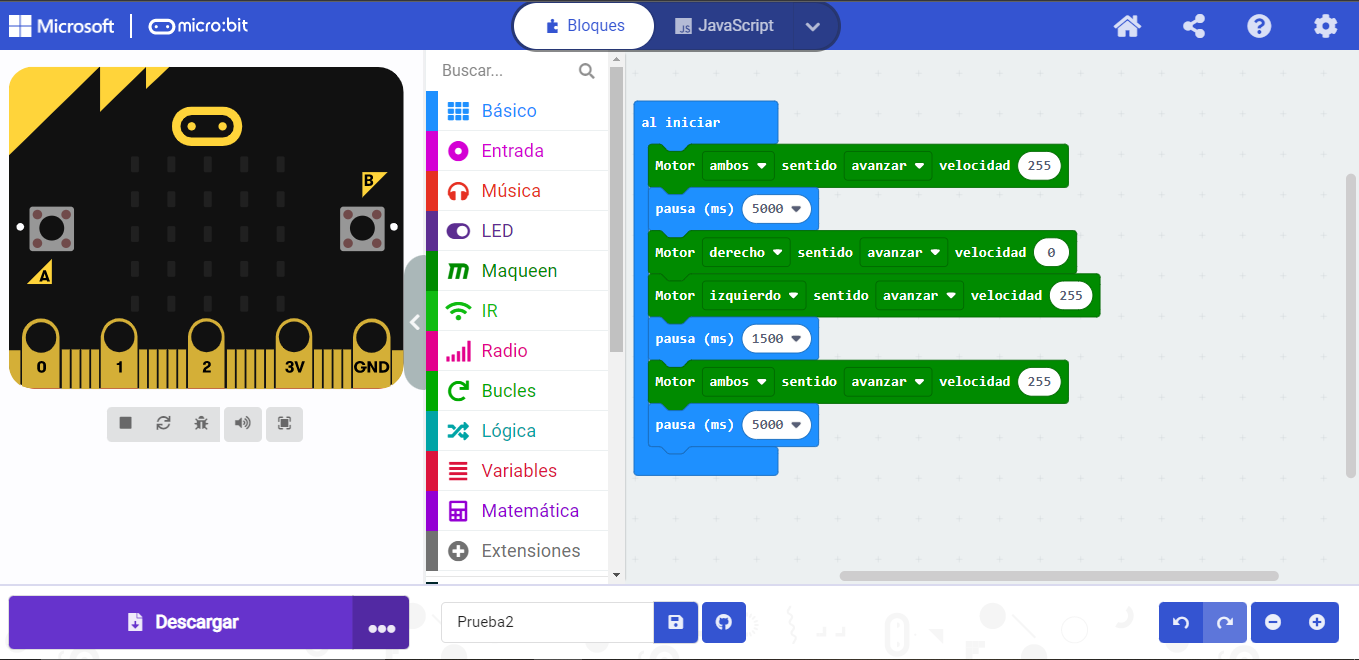 Microsoft micro:bit Bloques JavaScript
Buscar...
Básico
Entrada
Música
LED
Maqueen
IR
Radio
Bucles
Lógica
Variables
Matemática
Extensiones
B
A
0 1 2 3V GND
al iniciar
Motor ambos sentido avanzar velocidad 255
pausa (ms) 5000
Motor derecho sentido avanzar velocidad 0
Motor izquierdo sentido avanzar velocidad 255
pausa (ms) 1500
Motor ambos sentido avanzar velocidad 255
pausa (ms) 5000
Descargar
Prueba2